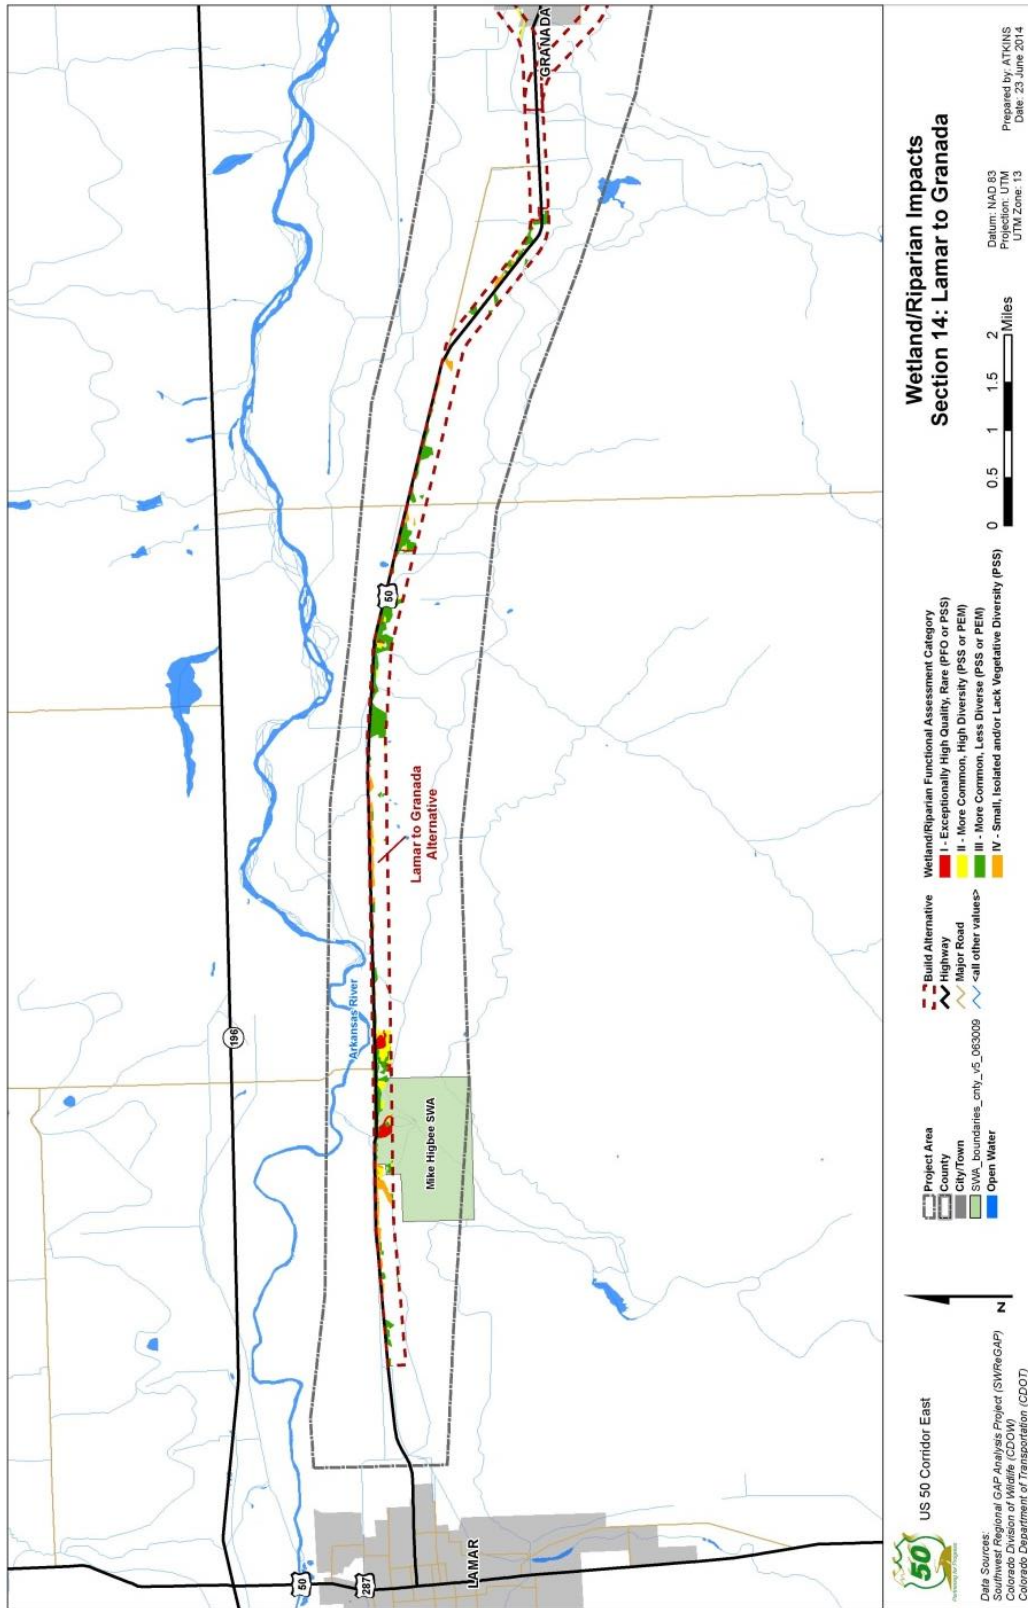 196
50
GRANADA
Arkansas River
Lamar to Granada
Alternative
Mike Higbee SWA
50
287
LAMAR
50
Partnering for Progress
US 50 Corridor East
Data Sources:
Southwest Regional GAP Analysis Project (SWReGAP)
Colorado Division of Wildlife (CDOW)
Colorado Department of Transportation (CDOT)
N
Project Area
County
City/Town
SWA_boundaries_cnty_v5_063009
Open Water
Build Alternative
Highway
Major Road
<all other values>
Wetland/Riparian Functional Assessment Category
I - Exceptionally High Quality, Rare (PFO or PSS)
II - More Common, High Diversity (PSS or PEM)
III - More Common, Less Diverse (PSS or PEM)
IV - Small, Isolated and/or Lack Vegetative Diversity (PSS)
Wetland/Riparian Impacts
Section 14: Lamar to Granada
0 0.5 1 1.5 2
Miles
Datum: NAD 83
Projection: UTM
UTM Zone: 13
Prepared by: ATKINS
Date: 23 June 2014